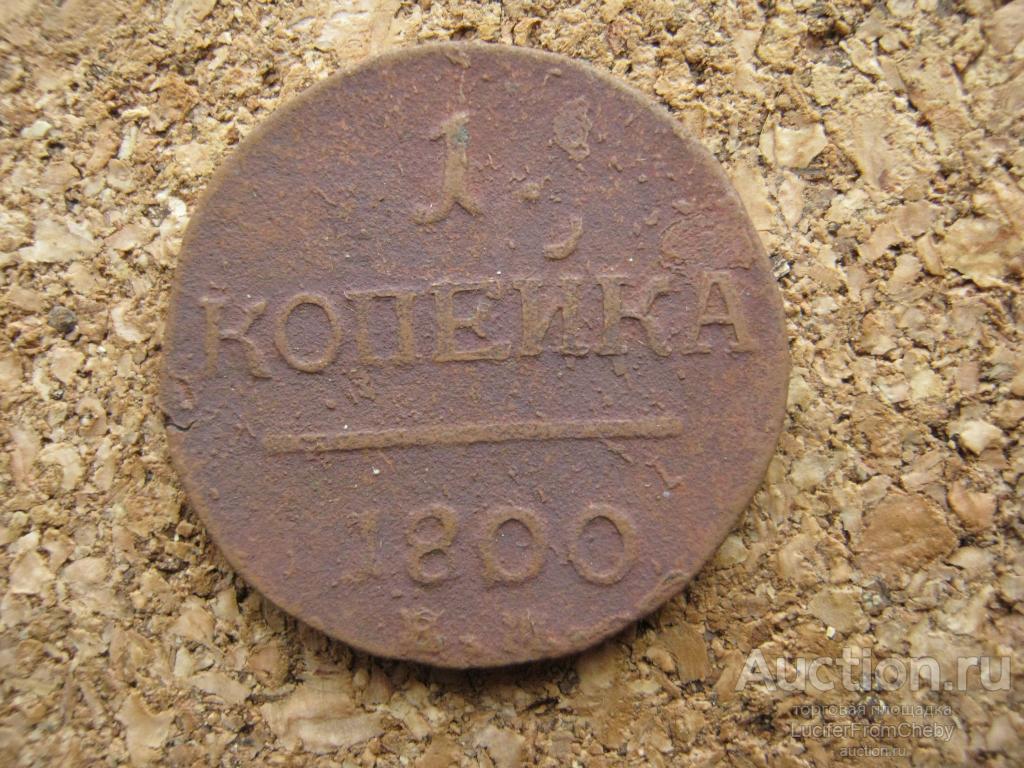 1
КОПЕЙКА
1800
Е.М.
Auction.ru
торговая площадка
LuciferFromCheby
auction.ru